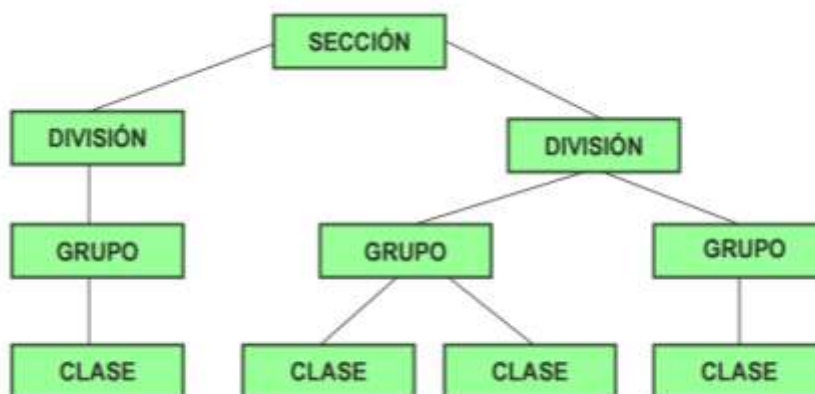 SECCIÓN
DIVISIÓN
DIVISIÓN
GRUPO
GRUPO
GRUPO
CLASE
CLASE
CLASE
CLASE